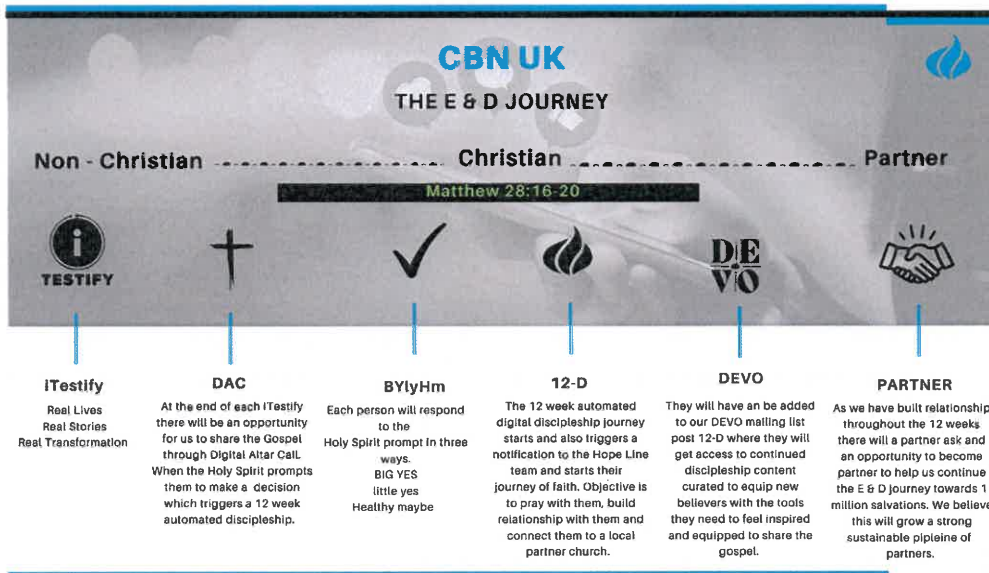 CBN UK
THE E & D JOURNEY
Non - Christian
Christian
Partner
Matthew 28:16-20
i
TESTIFY
DE
VO
iTestify
Real Lives
Real Stories
Real Transformation
DAC
At the end of each iTestify
there will be an opportunity
for us to share the Gospel
through Digital Altar Call.
When the Holy Spirit prompts
them to make a decision
which triggers a 12 week
automated discipleship.
BYlyHm
Each person will respond
to the
Holy Spirit prompt in three
ways.
BIG YES
little yes
Healthy maybe
12-D
The 12 week automated
digital discipleship journey
starts and also triggers a
notification to the Hope Line
team and starts their
journey of faith. Objective is
to pray with them, build
relationship with them and
connect them to a local
partner church.
DEVO
They will have an be added
to our DEVO mailing list
post 12-D where they will
get access to continued
discipleship content
curated to equip new
believers with the tools
they need to feel inspired
and equipped to share the
gospel.
PARTNER
As we have built relationship
throughout the 12 weeks
there will a partner ask and
an opportunity to become
partner to help us continue
the E & D journey towards 1
million salvations. We believe
this will grow a strong
sustainable pipleine of
partners.